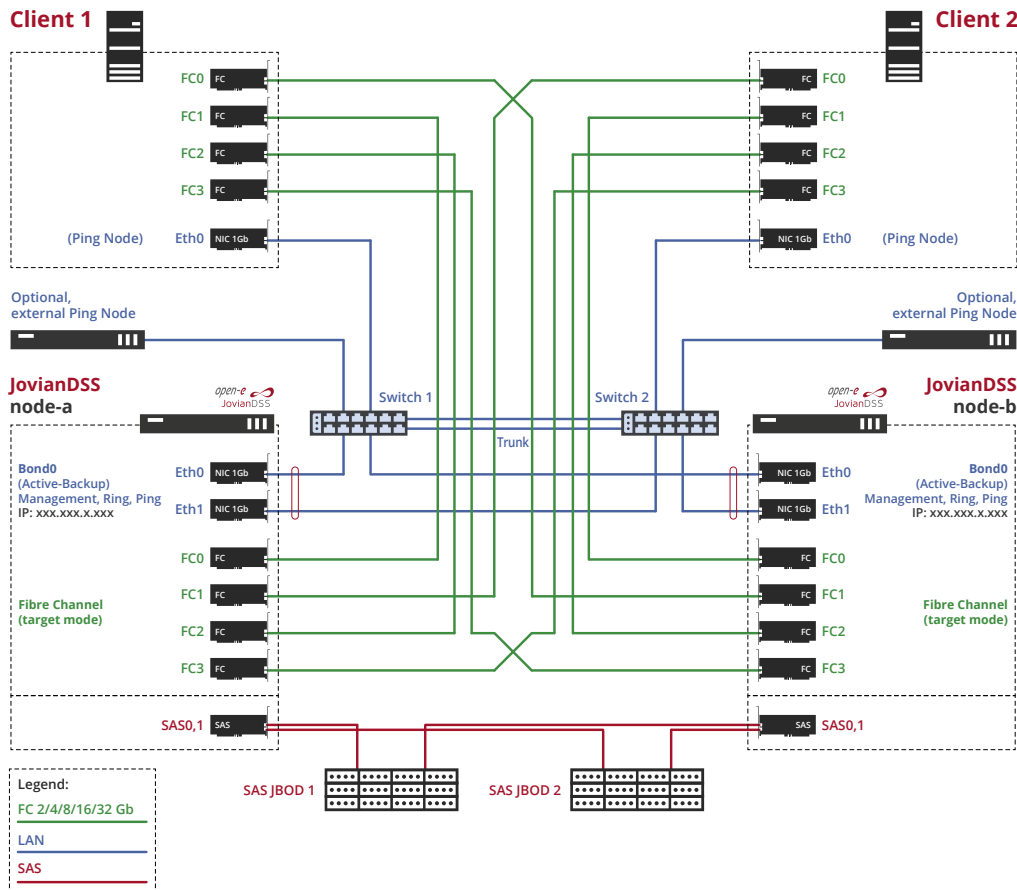 Client 1
Client 2
FC0
FC
FC
FC0
FC1
FC
FC
FC1
FC2
FC
FC
FC2
FC3
FC
FC
FC3
(Ping Node)
Eth0
NIC 1Gb
NIC 1Gb
Eth0
(Ping Node)
Optional,
external Ping Node
Optional,
external Ping Node
JovianDSS
node-a
open-e
JovianDSS
Switch 1
Switch 2
Trunk
open-e
JovianDSS
JovianDSS
node-b
Bond0
(Active-Backup)
Management, Ring, Ping
IP: xxx.xxx.x.xxx
Eth0
NIC 1Gb
Eth1
NIC 1Gb
NIC 1Gb
Eth0
NIC 1Gb
Eth1
Bond0
(Active-Backup)
Management, Ring, Ping
IP: xxx.xxx.x.xxx
FC0
FC
FC
FC0
FC1
FC
FC
FC1
Fibre Channel
(target mode)
Fibre Channel
(target mode)
FC2
FC
FC
FC2
FC3
FC
FC
FC3
SAS0,1
SAS
SAS
SAS0,1
SAS JBOD 1
SAS JBOD 2
Legend:
FC 2/4/8/16/32 Gb
LAN
SAS